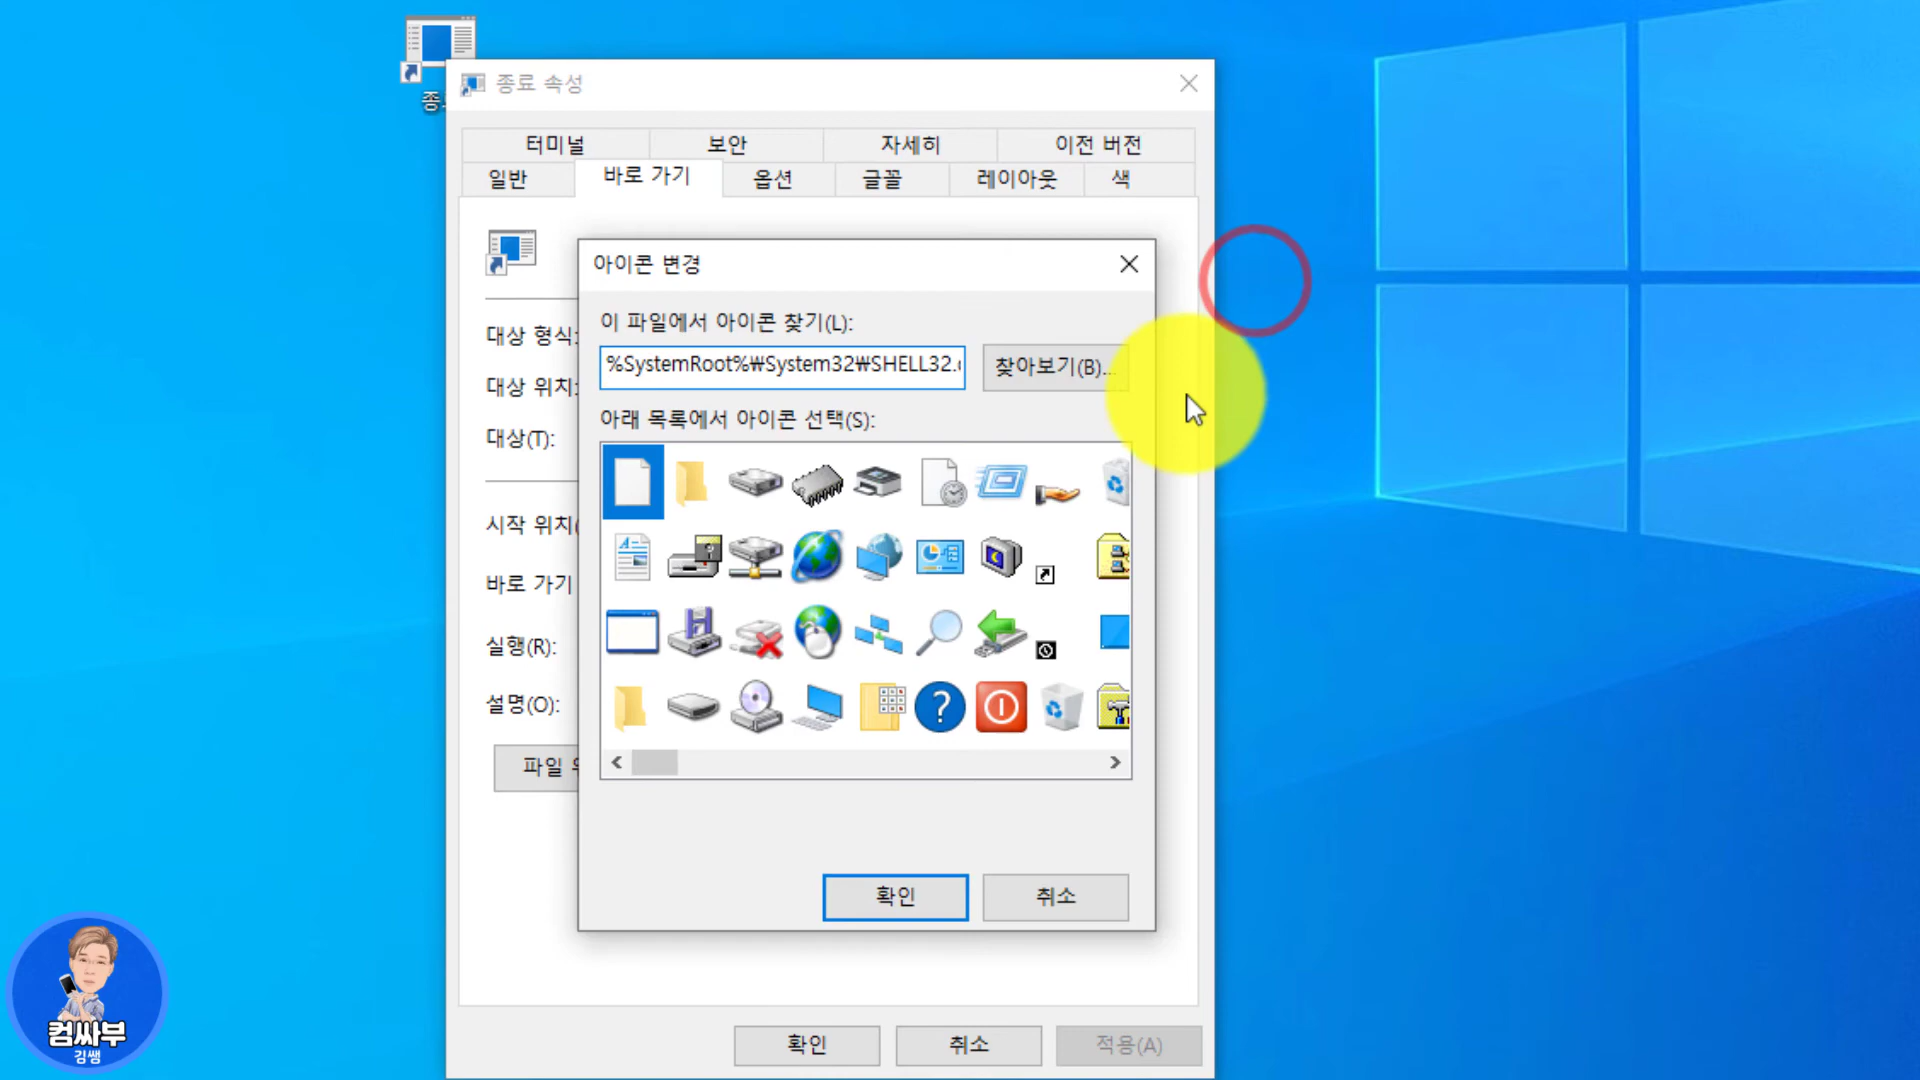 종료 속성
터미널 보안 자세히 이전 버전
일반 바로 가기 옵션 글꼴 레이아웃 색
아이콘 변경
이 파일에서 아이콘 찾기(L):
대상 형식:
%SystemRoot%₩System32₩SHELL32. 찾아보기(B)...
대상 위치:
아래 목록에서 아이콘 선택(S):
대상(T):
시작 위치(
바로 가기
실행(R):
설명(O):
파일
확인 취소
확인 취소 적용(A)
컴싸부
김쌤